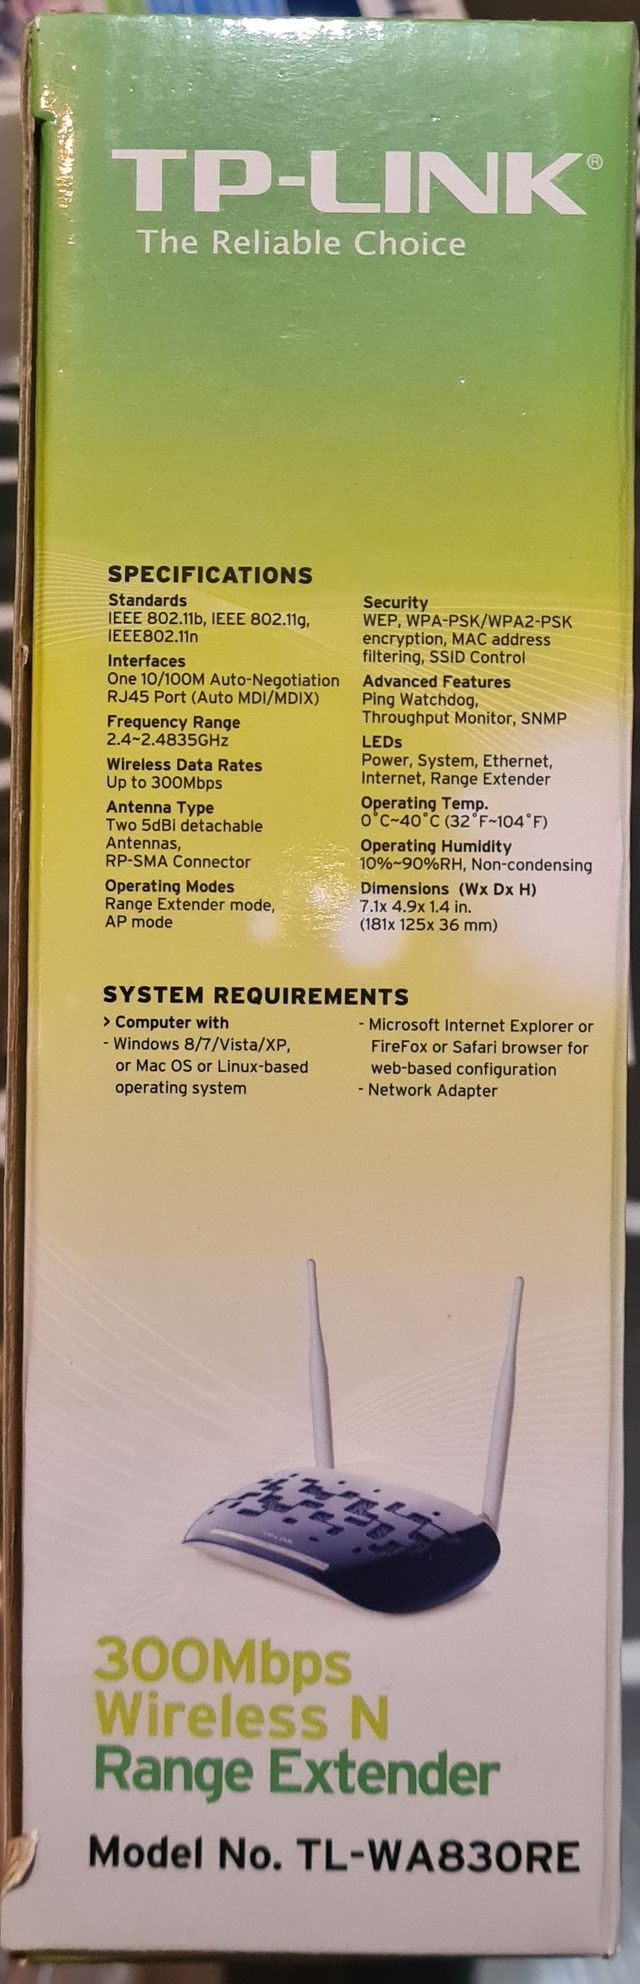 TP-LINK®
The Reliable Choice
SPECIFICATIONS
Standards
IEEE 802.11b, IEEE 802.11g,
IEEE802.11n
Interfaces
One 10/100M Auto-Negotiation
RJ45 Port (Auto MDI/MDIX)
Frequency Range
2.4~2.4835GHz
Wireless Data Rates
Up to 300Mbps
Antenna Type
Two 5dBi detachable
Antennas,
RP-SMA Connector
Operating Modes
Range Extender mode,
AP mode
Security
WEP, WPA-PSK/WPA2-PSK
encryption, MAC address
filtering, SSID Control
Advanced Features
Ping Watchdog,
Throughput Monitor, SNMP
LEDs
Power, System, Ethernet,
Internet, Range Extender
Operating Temp.
0°C~40°C (32°F~104°F)
Operating Humidity
10%~90%RH, Non-condensing
Dimensions (Wx Dx H)
7.1x 4.9x 1.4 in.
(181x 125x 36 mm)
SYSTEM REQUIREMENTS
> Computer with
- Windows 8/7/Vista/XP,
or Mac OS or Linux-based
operating system
- Microsoft Internet Explorer or
FireFox or Safari browser for
web-based configuration
- Network Adapter
TP-LINK
300Mbps
Wireless N
Range Extender
Model No. TL-WA830RE